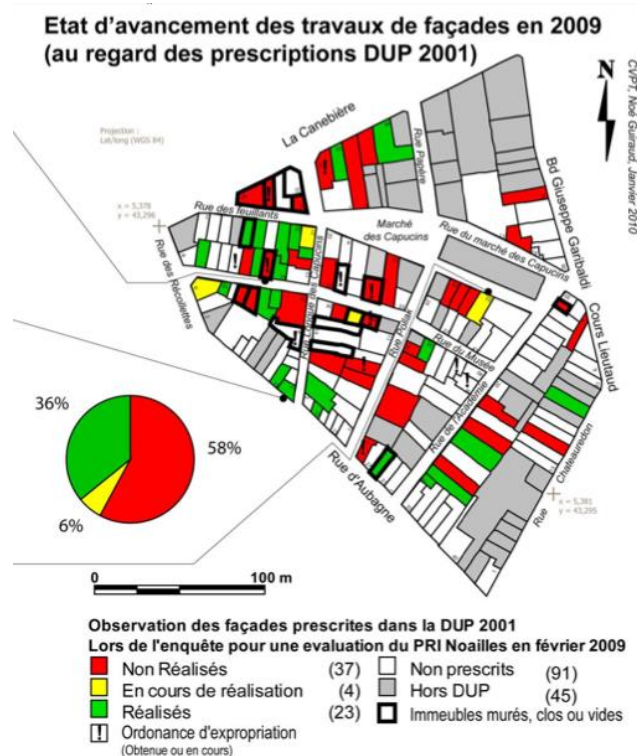 Etat d'avancement des travaux de façades en 2009
(au regard des prescriptions DUP 2001)
CVPT, Noé Guiraud, Janvier 2010
N
Projection :
Lat/long (WGS 84)
x = 5,378
y = 43,296
La Canebière
Rue Papère
Bd Giuseppe Garibaldi
Rue des feuillants
Marché
des Capucins
Rue du marché des Capucins
Rue des Récollettes
Rue longue des Capucins
Rue Pollak
Rue du Musée
Cours Lieutaud
Rue de l'Académie
Rue Chateauredon
Rue d'Aubagne
x = 5,381
y = 43,295
36%
58%
6%
0 100 m
Observation des façades prescrites dans la DUP 2001
Lors de l'enquête pour une evaluation du PRI Noailles en février 2009
Non Réalisés (37)
En cours de réalisation (4)
Réalisés (23)
! Ordonance d'expropriation
(Obtenue ou en cours)
Non prescrits (91)
Hors DUP (45)
Immeubles murés, clos ou vides